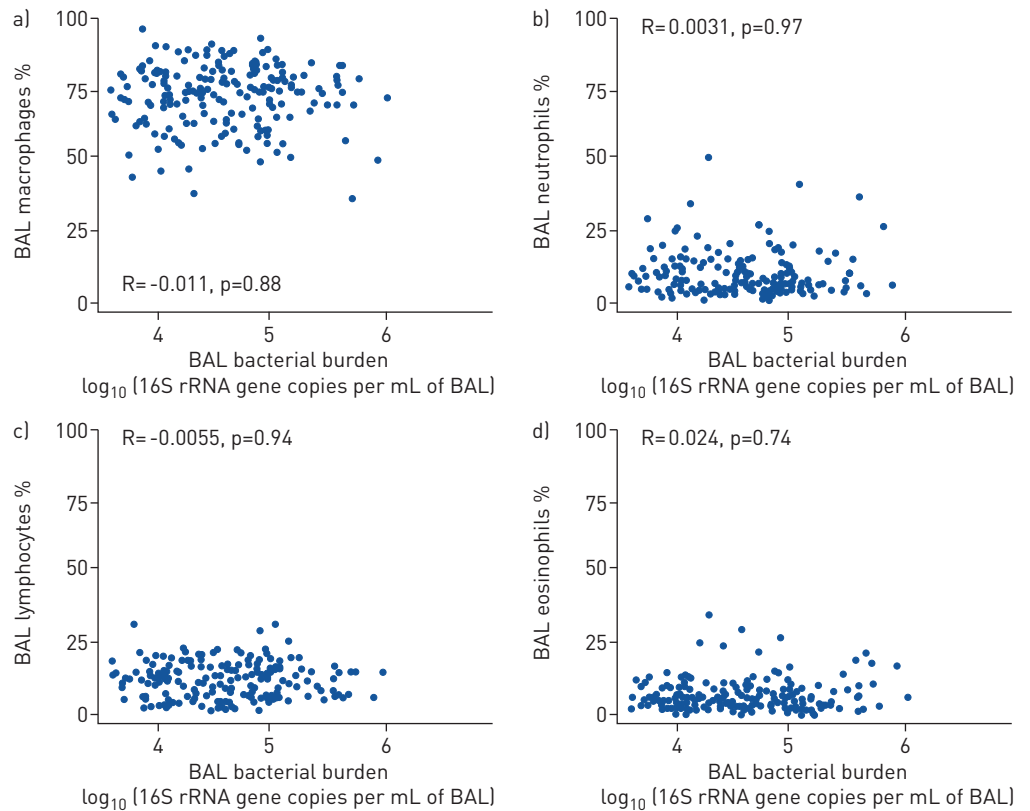 a)
100
75
50
25
0
BAL macrophages %
R= -0.011, p=0.88
4 5 6
BAL bacterial burden
log₁₀ (16S rRNA gene copies per mL of BAL)
b)
100
75
50
25
0
BAL neutrophils %
R= 0.0031, p=0.97
4 5 6
BAL bacterial burden
log₁₀ (16S rRNA gene copies per mL of BAL)
c)
100
75
50
25
0
BAL lymphocytes %
R= -0.0055, p=0.94
4 5 6
BAL bacterial burden
log₁₀ (16S rRNA gene copies per mL of BAL)
d)
100
75
50
25
0
BAL eosinophils %
R= 0.024, p=0.74
4 5 6
BAL bacterial burden
log₁₀ (16S rRNA gene copies per mL of BAL)